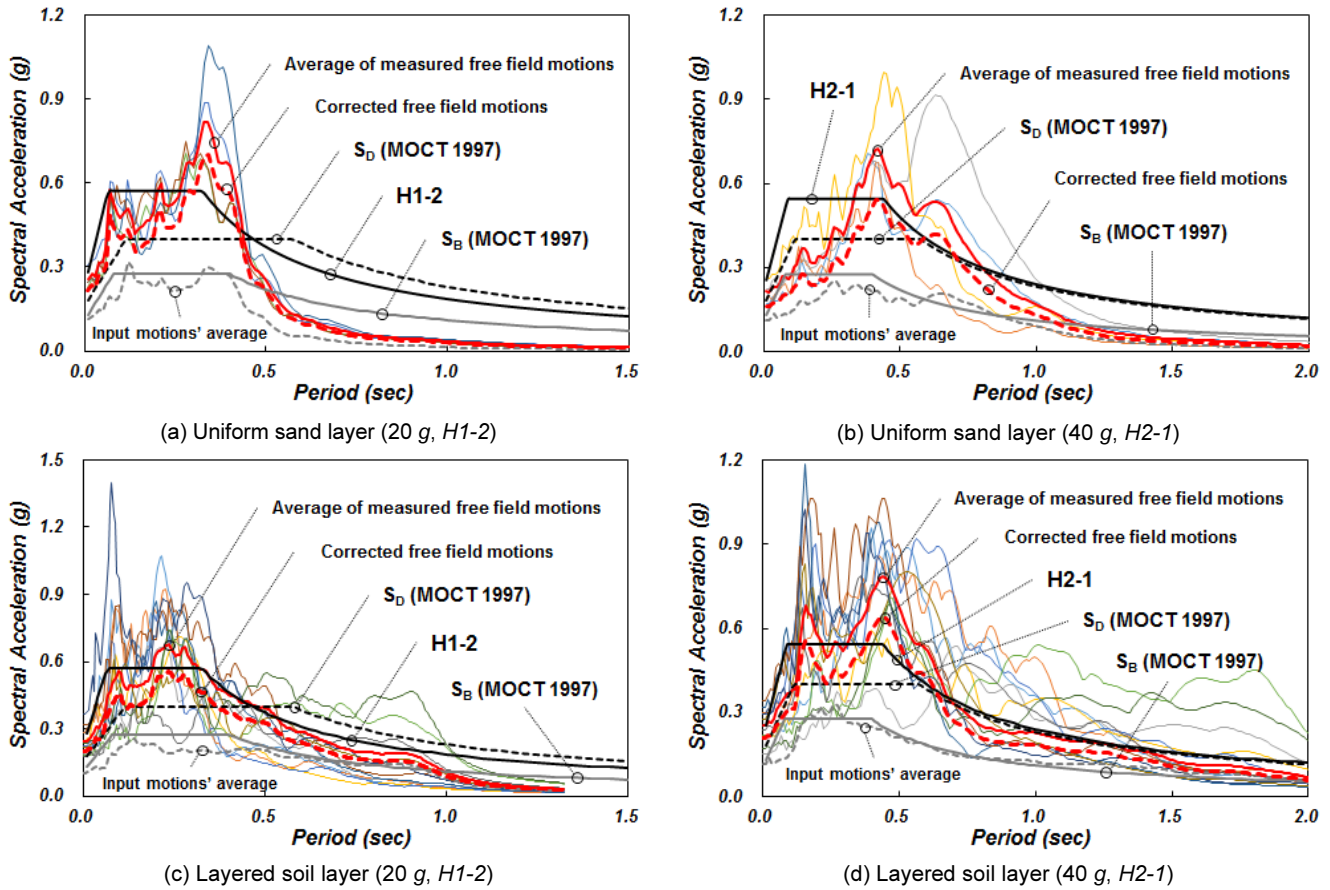 1.2
0.9
0.6
0.3
0.0
Spectral Acceleration (g)
Average of measured free field motions
Corrected free field motions
SD (MOCT 1997)
H1-2
SB (MOCT 1997)
Input motions' average
0.0 0.5 1.0 1.5
Period (sec)
(a) Uniform sand layer (20 g, H1-2)
1.2
0.9
0.6
0.3
0.0
Spectral Acceleration (g)
Average of measured free field motions
H2-1
SD (MOCT 1997)
Corrected free field motions
SB (MOCT 1997)
Input motions' average
0.0 0.5 1.0 1.5 2.0
Period (sec)
(b) Uniform sand layer (40 g, H2-1)
1.5
1.2
0.9
0.6
0.3
0.0
Spectral Acceleration (g)
Average of measured free field motions
Corrected free field motions
SD (MOCT 1997)
H1-2
SB (MOCT 1997)
Input motions' average
0.0 0.5 1.0 1.5
Period (sec)
(c) Layered soil layer (20 g, H1-2)
1.2
0.9
0.6
0.3
0.0
Spectral Acceleration (g)
Average of measured free field motions
Corrected free field motions
H2-1
SD (MOCT 1997)
SB (MOCT 1997)
Input motions' average
0.0 0.5 1.0 1.5 2.0
Period (sec)
(d) Layered soil layer (40 g, H2-1)